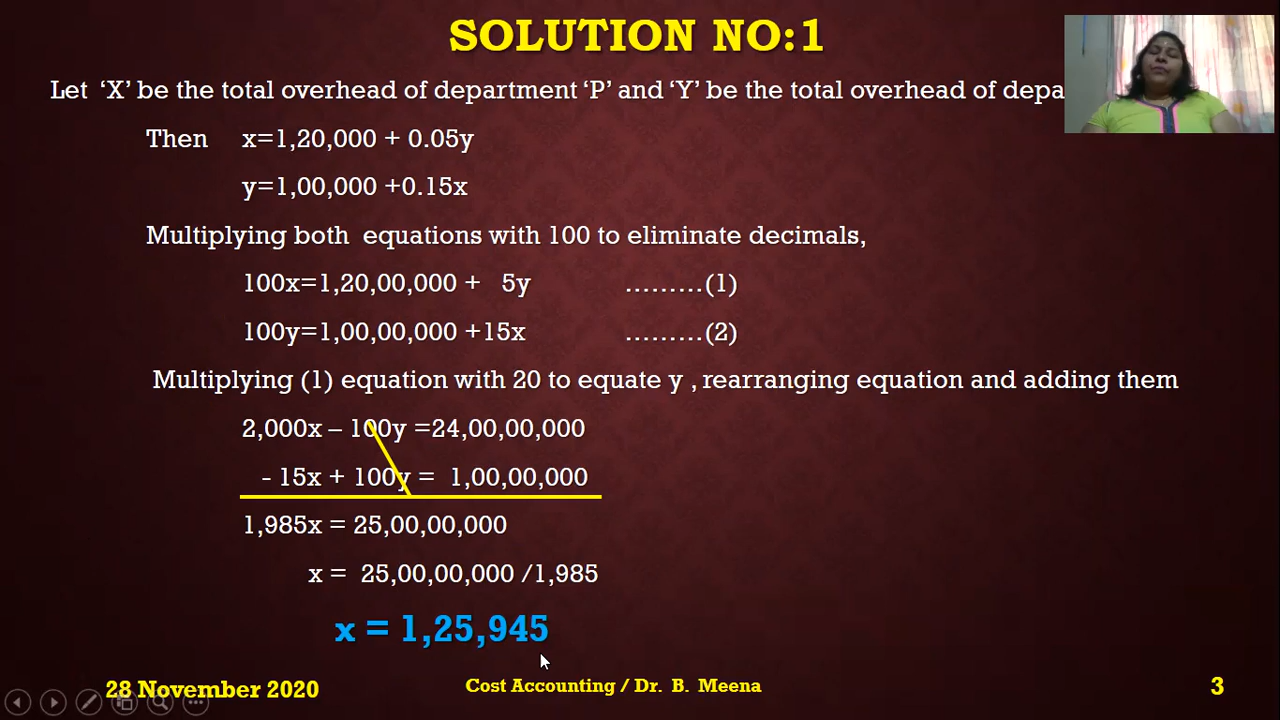 SOLUTION NO:1
Let ‘X’ be the total overhead of department ‘P’ and ‘Y’ be the total overhead of
Then x=1,20,000 + 0.05y
y=1,00,000 +0.15x
Multiplying both equations with 100 to eliminate decimals,
100x=1,20,00,000 + 5y ………(1)
100y=1,00,00,000 +15x ………(2)
Multiplying (1) equation with 20 to equate y , rearranging equation and adding them
2,000x – 100y =24,00,00,000
- 15x + 100y = 1,00,00,000
1,985x = 25,00,00,000
x = 25,00,00,000 /1,985
x = 1,25,945
28 November 2020
Cost Accounting / Dr. B. Meena
3